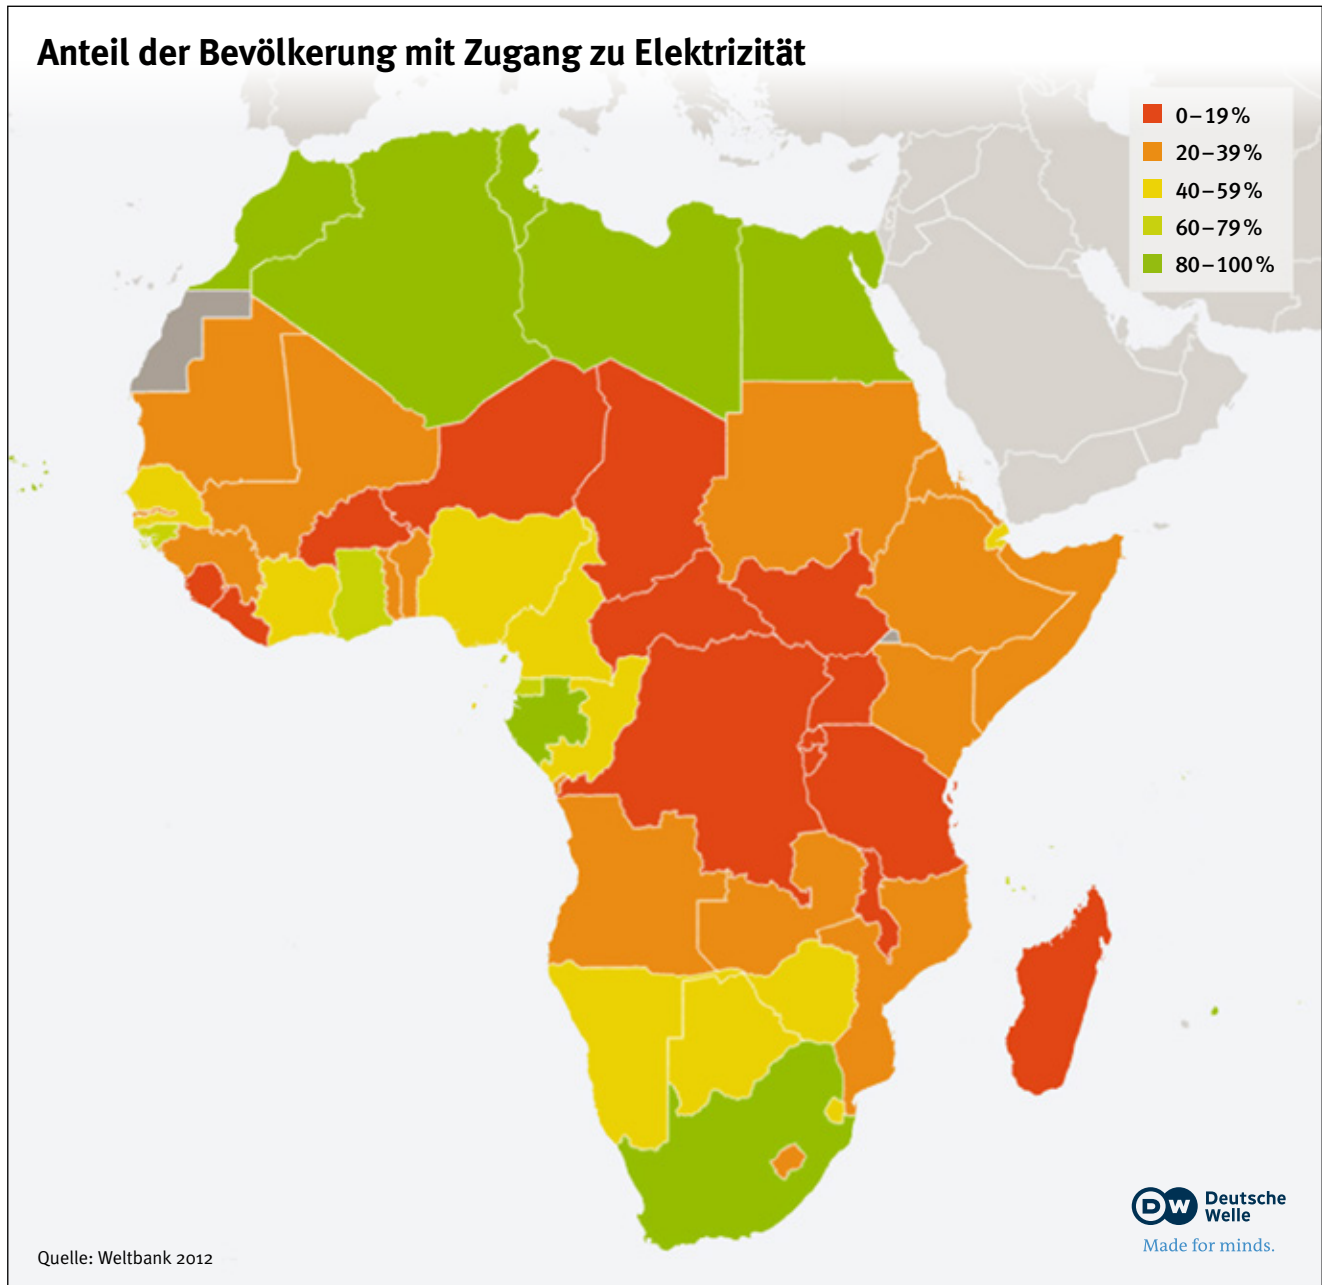 Anteil der Bevölkerung mit Zugang zu Elektrizität
0–19 %
20–39 %
40–59 %
60–79 %
80–100 %
DW Deutsche
Welle
Made for minds.
Quelle: Weltbank 2012